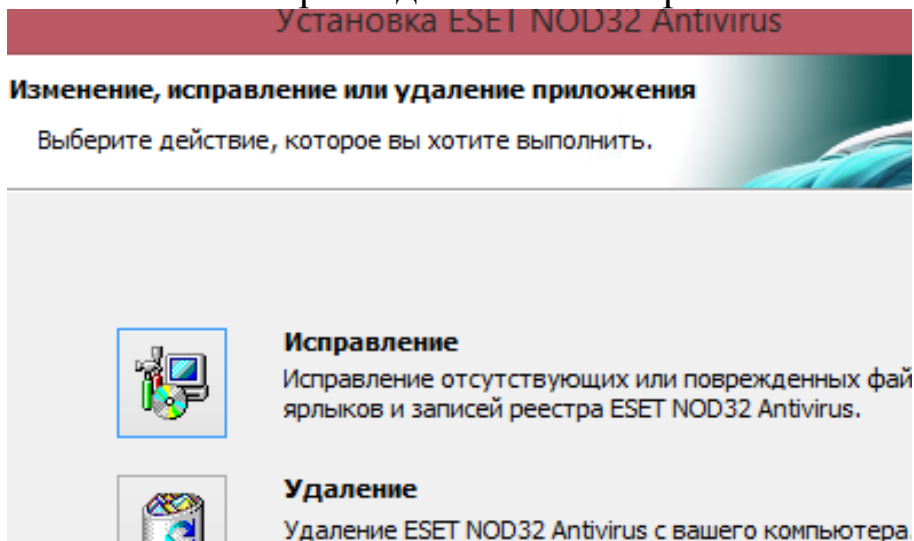 Установка ESET NOD32 Antivirus
Изменение, исправление или удаление приложения
Выберите действие, которое вы хотите выполнить.
Исправление
Исправление отсутствующих или поврежденных фай
ярлыков и записей реестра ESET NOD32 Antivirus.
Удаление
Удаление ESET NOD32 Antivirus с вашего компьютера.